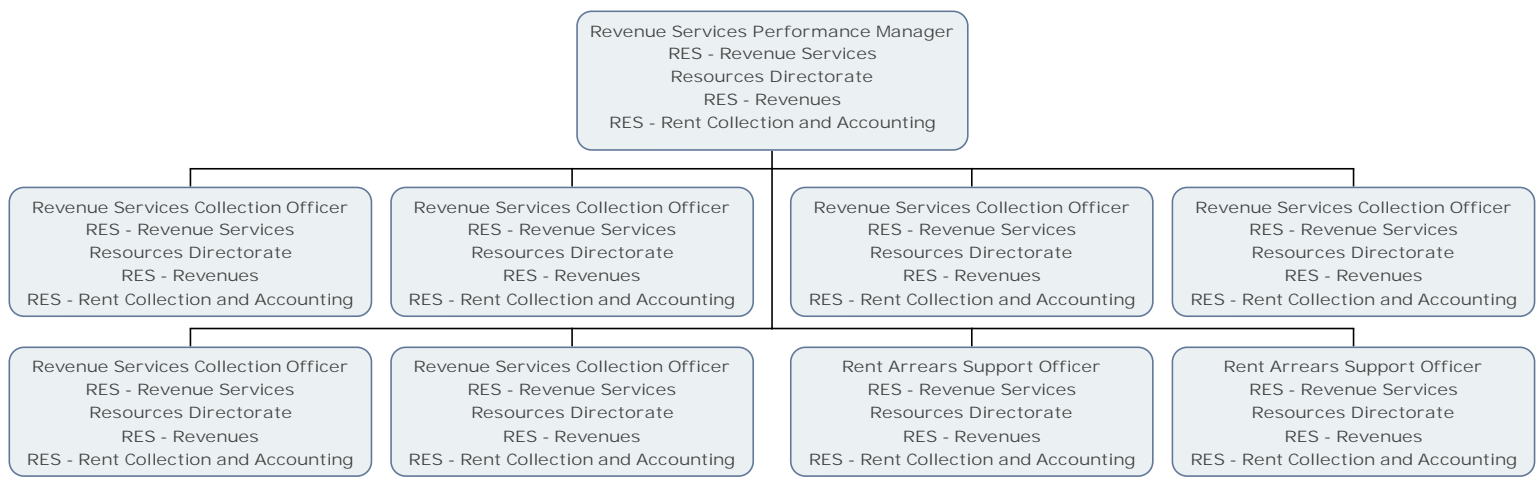 Revenue Services Performance Manager
RES - Revenue Services
Resources Directorate
RES - Revenues
RES - Rent Collection and Accounting
Revenue Services Collection Officer
RES - Revenue Services
Resources Directorate
RES - Revenues
RES - Rent Collection and Accounting
Revenue Services Collection Officer
RES - Revenue Services
Resources Directorate
RES - Revenues
RES - Rent Collection and Accounting
Revenue Services Collection Officer
RES - Revenue Services
Resources Directorate
RES - Revenues
RES - Rent Collection and Accounting
Revenue Services Collection Officer
RES - Revenue Services
Resources Directorate
RES - Revenues
RES - Rent Collection and Accounting
Revenue Services Collection Officer
RES - Revenue Services
Resources Directorate
RES - Revenues
RES - Rent Collection and Accounting
Revenue Services Collection Officer
RES - Revenue Services
Resources Directorate
RES - Revenues
RES - Rent Collection and Accounting
Rent Arrears Support Officer
RES - Revenue Services
Resources Directorate
RES - Revenues
RES - Rent Collection and Accounting
Rent Arrears Support Officer
RES - Revenue Services
Resources Directorate
RES - Revenues
RES - Rent Collection and Accounting